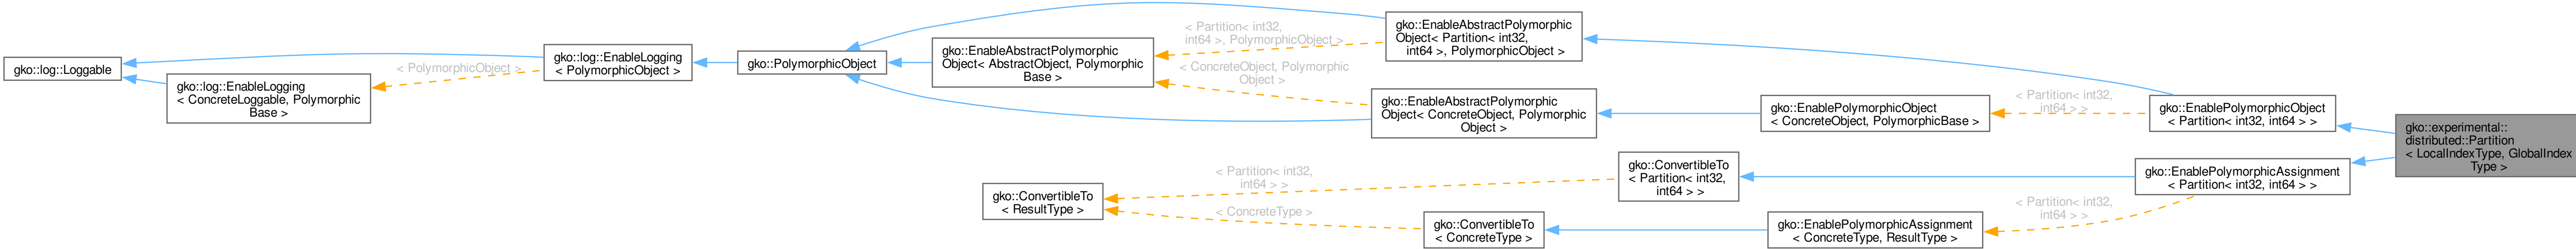 gko::log::Loggable
gko::log::EnableLogging
< ConcreteLoggable, Polymorphic
Base >
< PolymorphicObject >
gko::log::EnableLogging
< PolymorphicObject >
gko::PolymorphicObject
gko::EnableAbstractPolymorphic
Object< AbstractObject, Polymorphic
Base >
< Partition< int32,
int64 >, PolymorphicObject >
< ConcreteObject, Polymorphic
Object >
gko::EnableAbstractPolymorphic
Object< Partition< int32,
int64 >, PolymorphicObject >
gko::EnableAbstractPolymorphic
Object< ConcreteObject, Polymorphic
Object >
gko::EnablePolymorphicObject
< ConcreteObject, PolymorphicBase >
< Partition< int32,
int64 > >
gko::EnablePolymorphicObject
< Partition< int32, int64 > >
gko::experimental::
distributed::Partition
< LocalIndexType, GlobalIndex
Type >
gko::ConvertibleTo
< ResultType >
< Partition< int32,
int64 > >
< ConcreteType >
gko::ConvertibleTo
< Partition< int32,
int64 > >
gko::ConvertibleTo
< ConcreteType >
gko::EnablePolymorphicAssignment
< ConcreteType, ResultType >
< Partition< int32,
int64 > >
gko::EnablePolymorphicAssignment
< Partition< int32, int64 > >